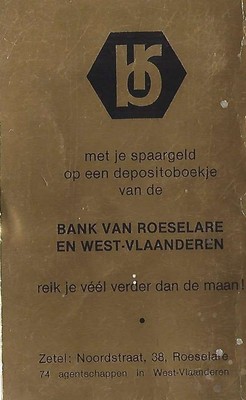 br
met je spaargeld
op een depositoboekje
van de
BANK VAN ROESELARE
EN WEST-VLAANDEREN
reik je véél verder dan de maan!
Zetel: Noordstraat, 38, Roeselare
74 agentschappen in West-Vlaanderen